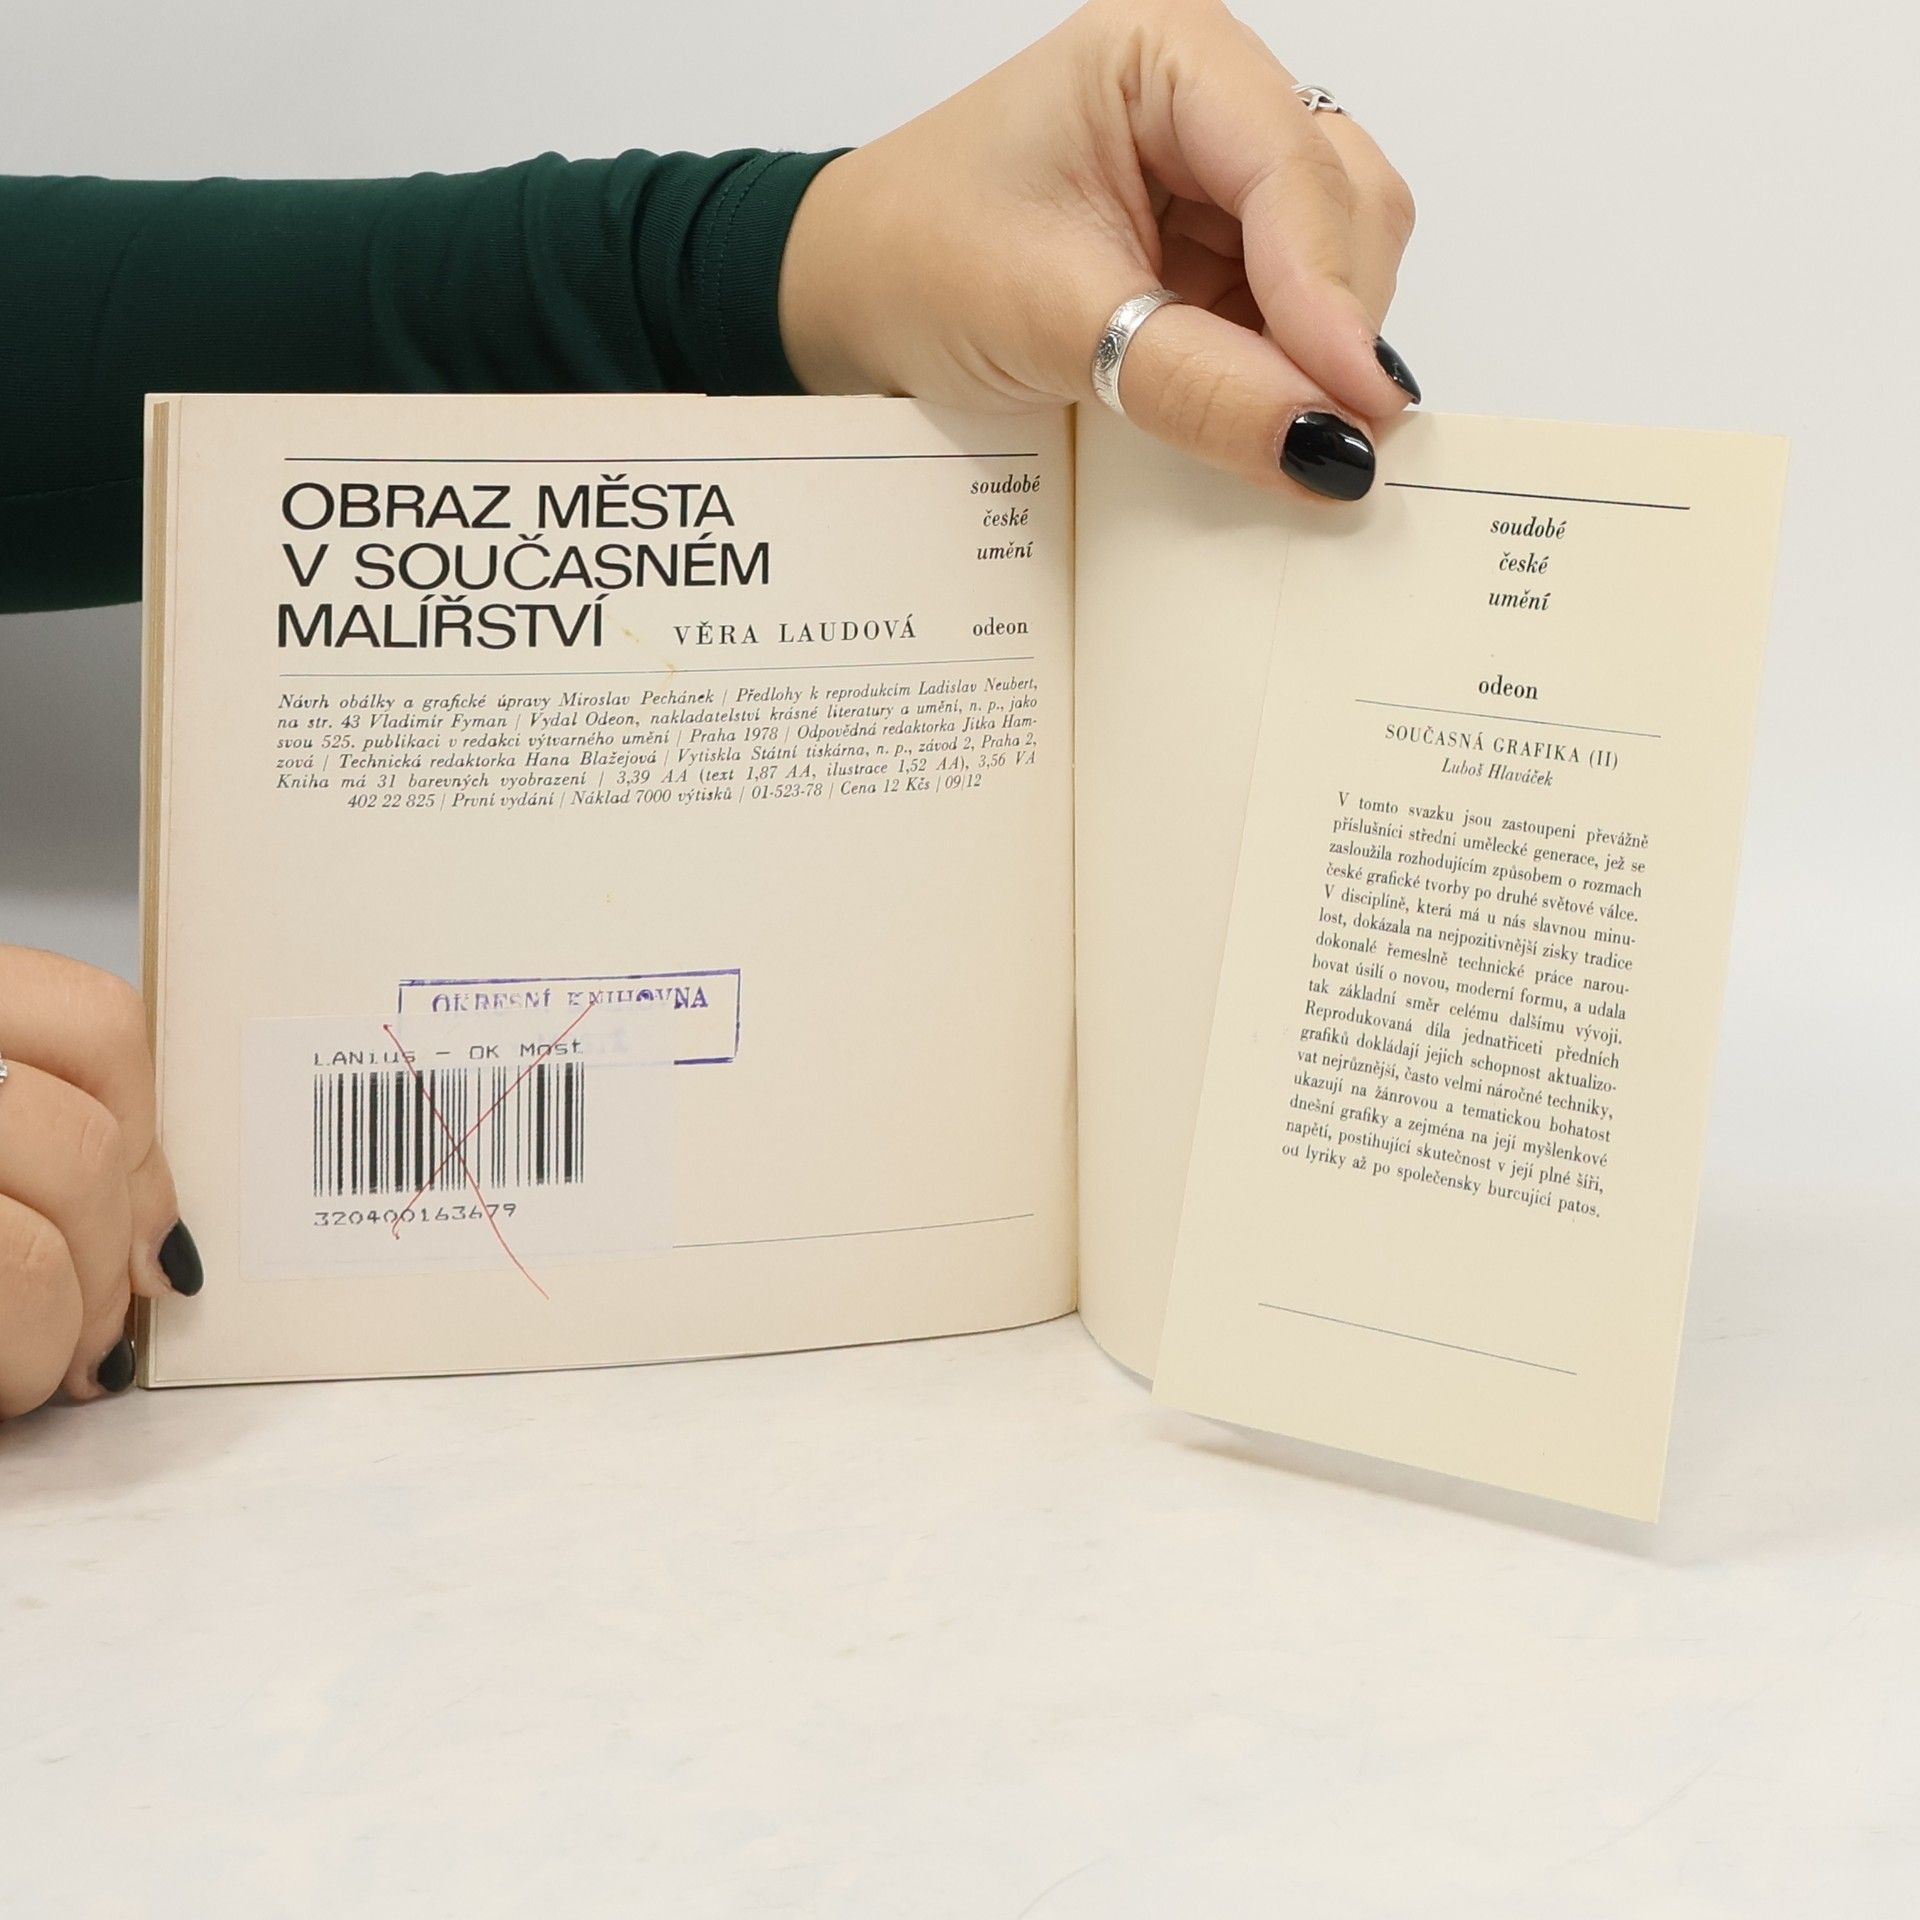 OBRAZ MĚSTA
V SOUČASNÉM
MALÍŘSTVÍ
VĚRA LAUDOVÁ
soudobé
české
umění
odeon
Návrh obálky a grafické úpravy Miroslav Pechánek / Předlohy k reprodukcím Ladislav Neubert,
na str. 43 Vladimír Fyman / Vydal Odeon, nakladatelství krásné literatury a umění, n. p., jako
svou 525. publikaci v redakci výtvarného umění / Praha 1978 / Odpovědná redaktorka Jitka Ham-
zová / Technická redaktorka Hana Blažejová / Vytiskla Státní tiskárna, n. p., závod 2, Praha 2,
Kniha má 31 barevných vyobrazení / 3,39 AA (text 1,87 AA, ilustrace 1,52 AA), 3,56 VA
402 22 825 / První vydání / Náklad 7000 výtisků / 01-523-78 / Cena 12 Kčs / 09/12
OKRESNÍ KNIHOVNA
LANius – OK Most
320400163679
soudobé
české
umění
odeon
SOUČASNÁ GRAFIKA (II)
Luboš Hlaváček
V tomto svazku jsou zastoupeni převážně
příslušníci střední umělecké generace, jež se
zasloužila rozhodujícím způsobem o rozmach
české grafické tvorby po druhé světové válce.
V disciplíně, která má u nás slavnou minu-
lost, dokázala na nejpozitivnější zisky tradice
dokonalé řemeslně technické práce narou-
bovat úsilí o novou, moderní formu, a udala
tak základní směr celému dalšímu vývoji.
Reprodukovaná díla jednatřiceti předních
grafiků dokládají jejich schopnost aktualizo-
vat nejrůznější, často velmi náročné techniky,
ukazují na žánrovou a tematickou bohatost
dnešní grafiky a zejména na její myšlenkové
napětí, postihující skutečnost v její plné šíři,
od lyriky až po společensky burcující patos.